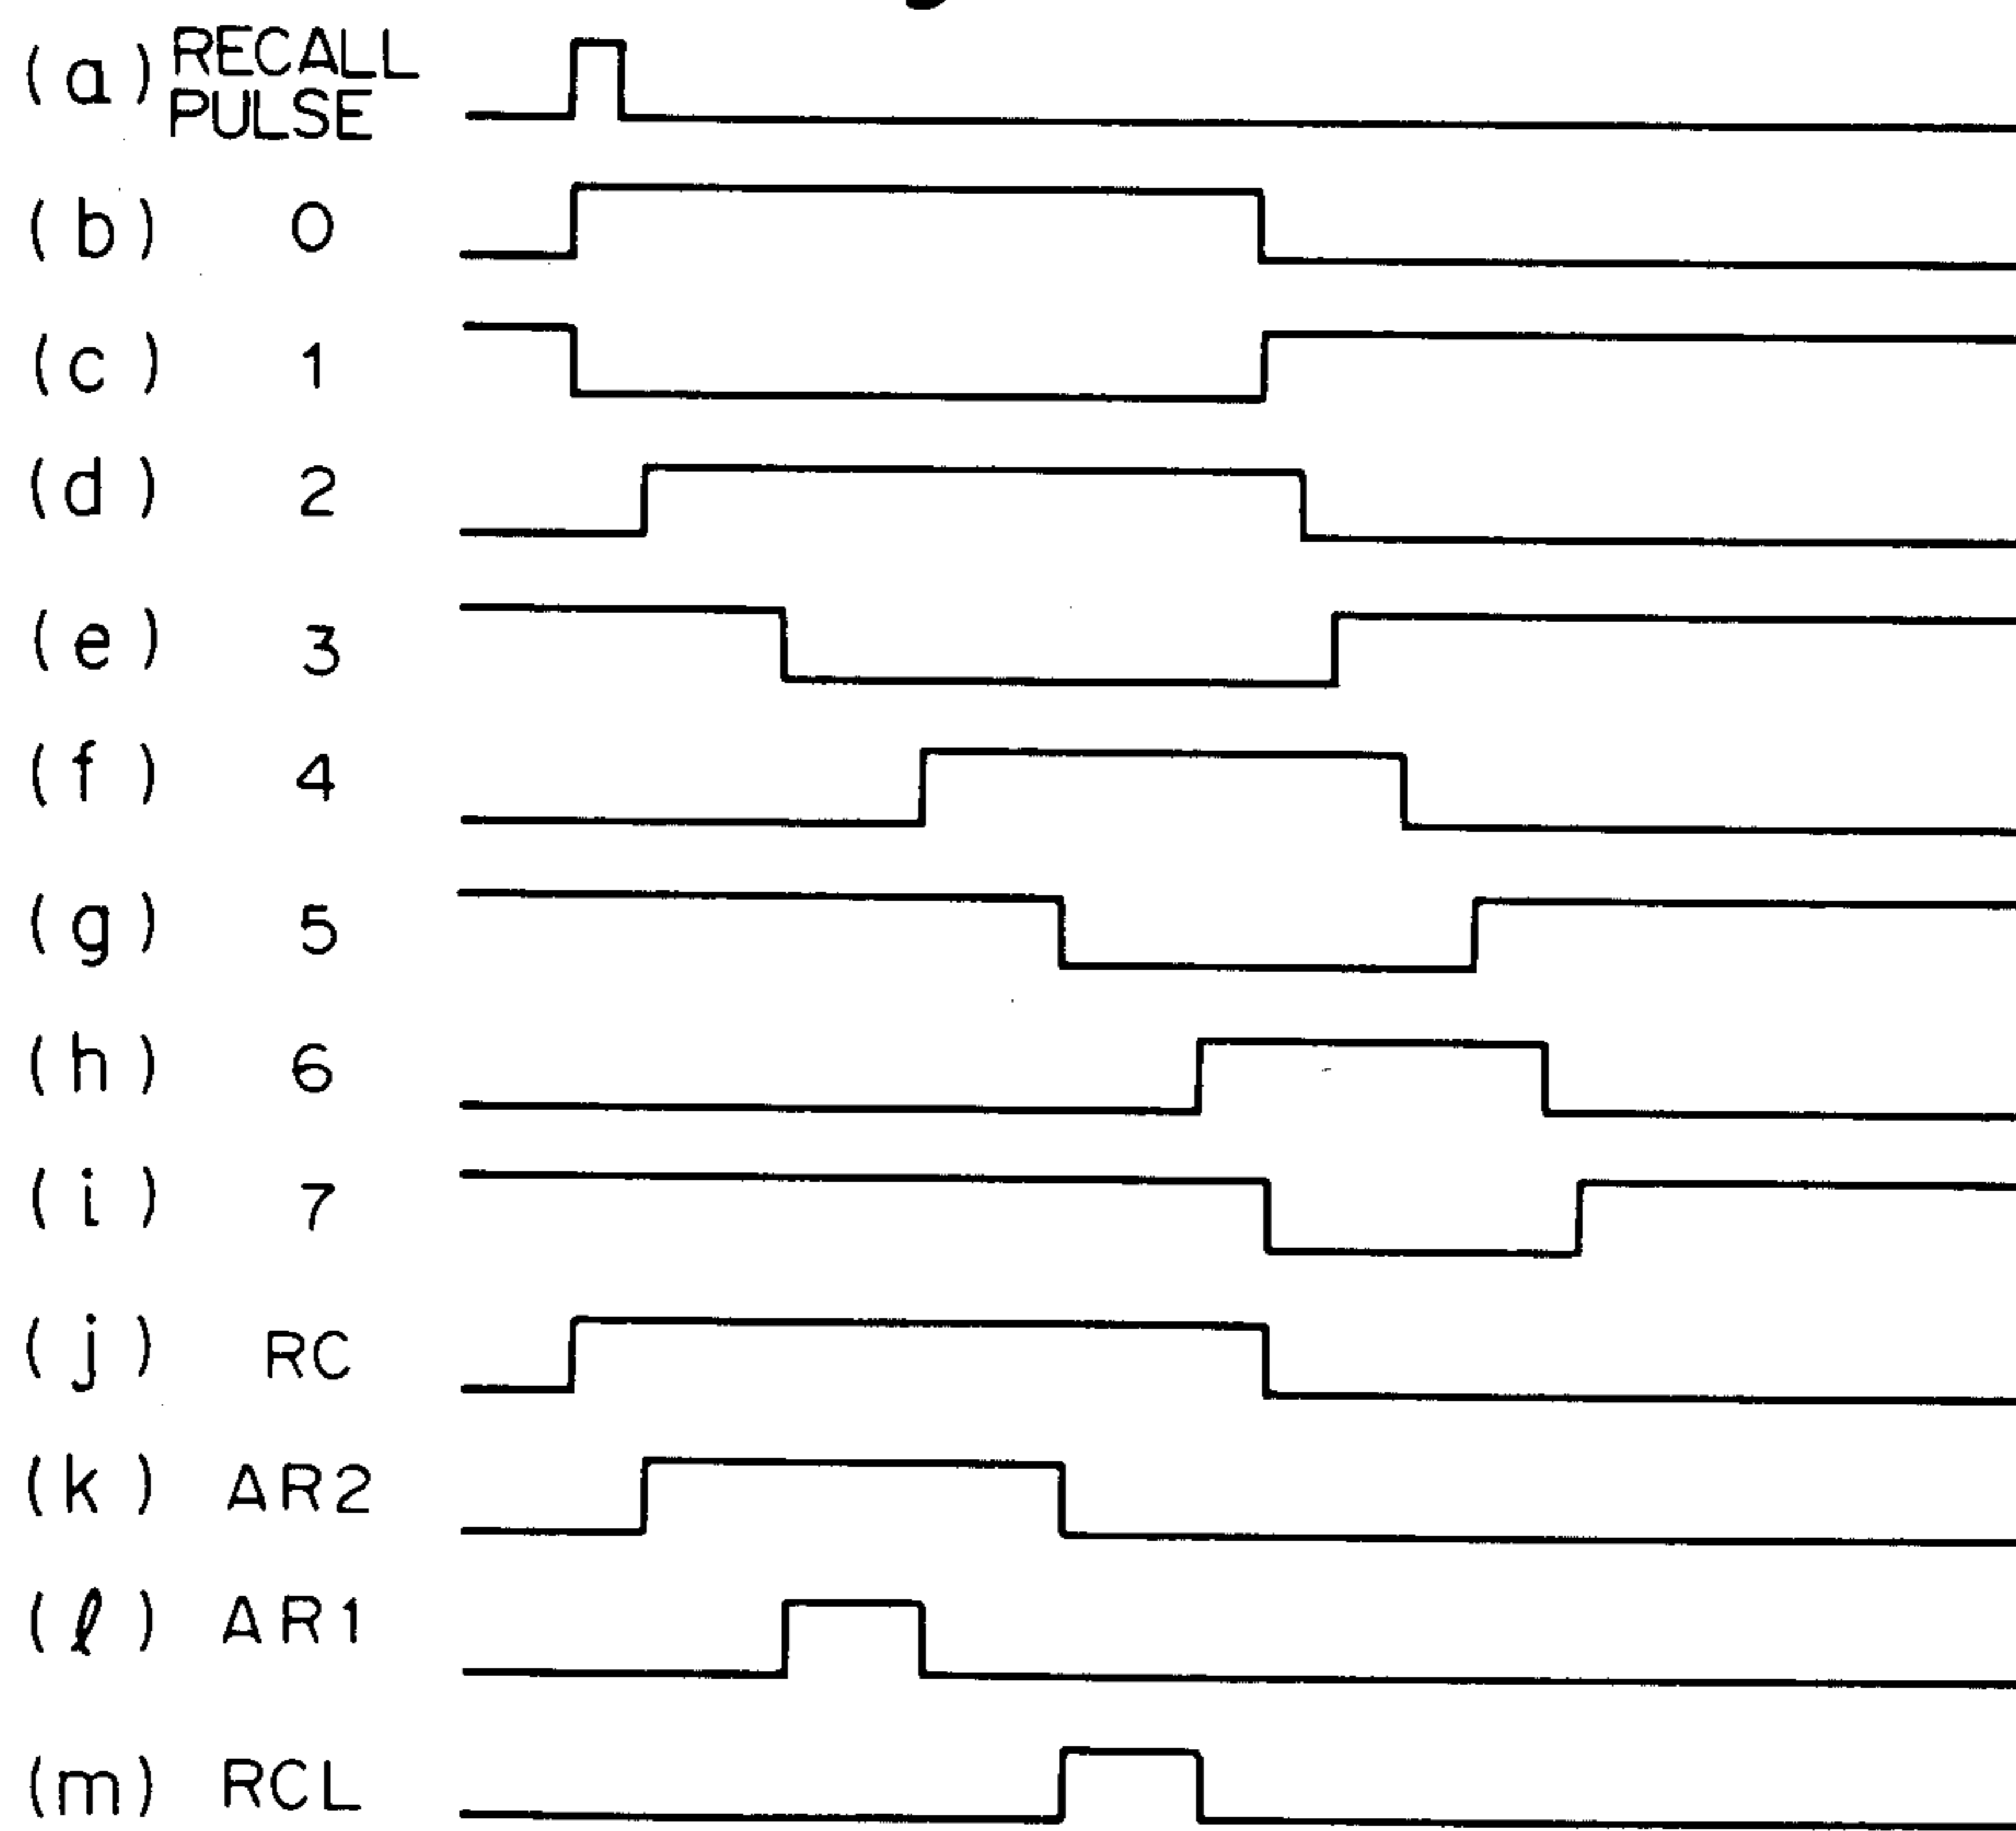 (a) RECALL PULSE
(b) 0
(c) 1
(d) 2
(e) 3
(f) 4
(g) 5
(h) 6
(i) 7
(j) RC
(k) AR2
(ℓ) AR1
(m) RCL